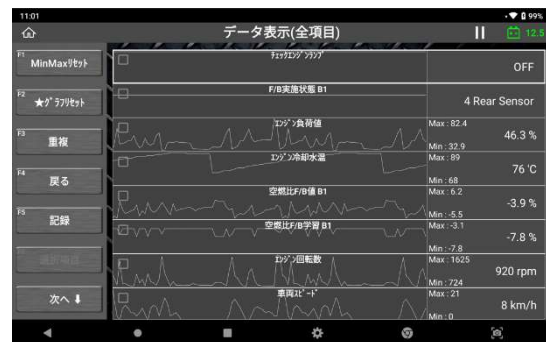 11:01
99%
データ表示(全項目)
12.5
F1
MinMaxﾘｾｯﾄ
F2
★ｸﾞﾗﾌﾘｾｯﾄ
F3
重複
F4
戻る
F5
記録
次へ⬇
ﾁｪｯｸｴﾝｼﾞﾝﾗﾝﾌﾟ
OFF
F/B実施状態 B1
4 Rear Sensor
ｴﾝｼﾞﾝ負荷値
Max : 82.4
46.3 %
Min : 32.9
ｴﾝｼﾞﾝ冷却水温
Max : 89
76 'C
Min : 68
空燃比F/B値 B1
Max : 6.2
-3.9 %
Min : -5.5
空燃比F/B学習 B1
Max : -3.1
-7.8 %
Min : -7.8
ｴﾝｼﾞﾝ回転数
Max : 1625
920 rpm
Min : 724
車両ｽﾋﾟｰﾄﾞ
Max : 21
8 km/h
Min : 0